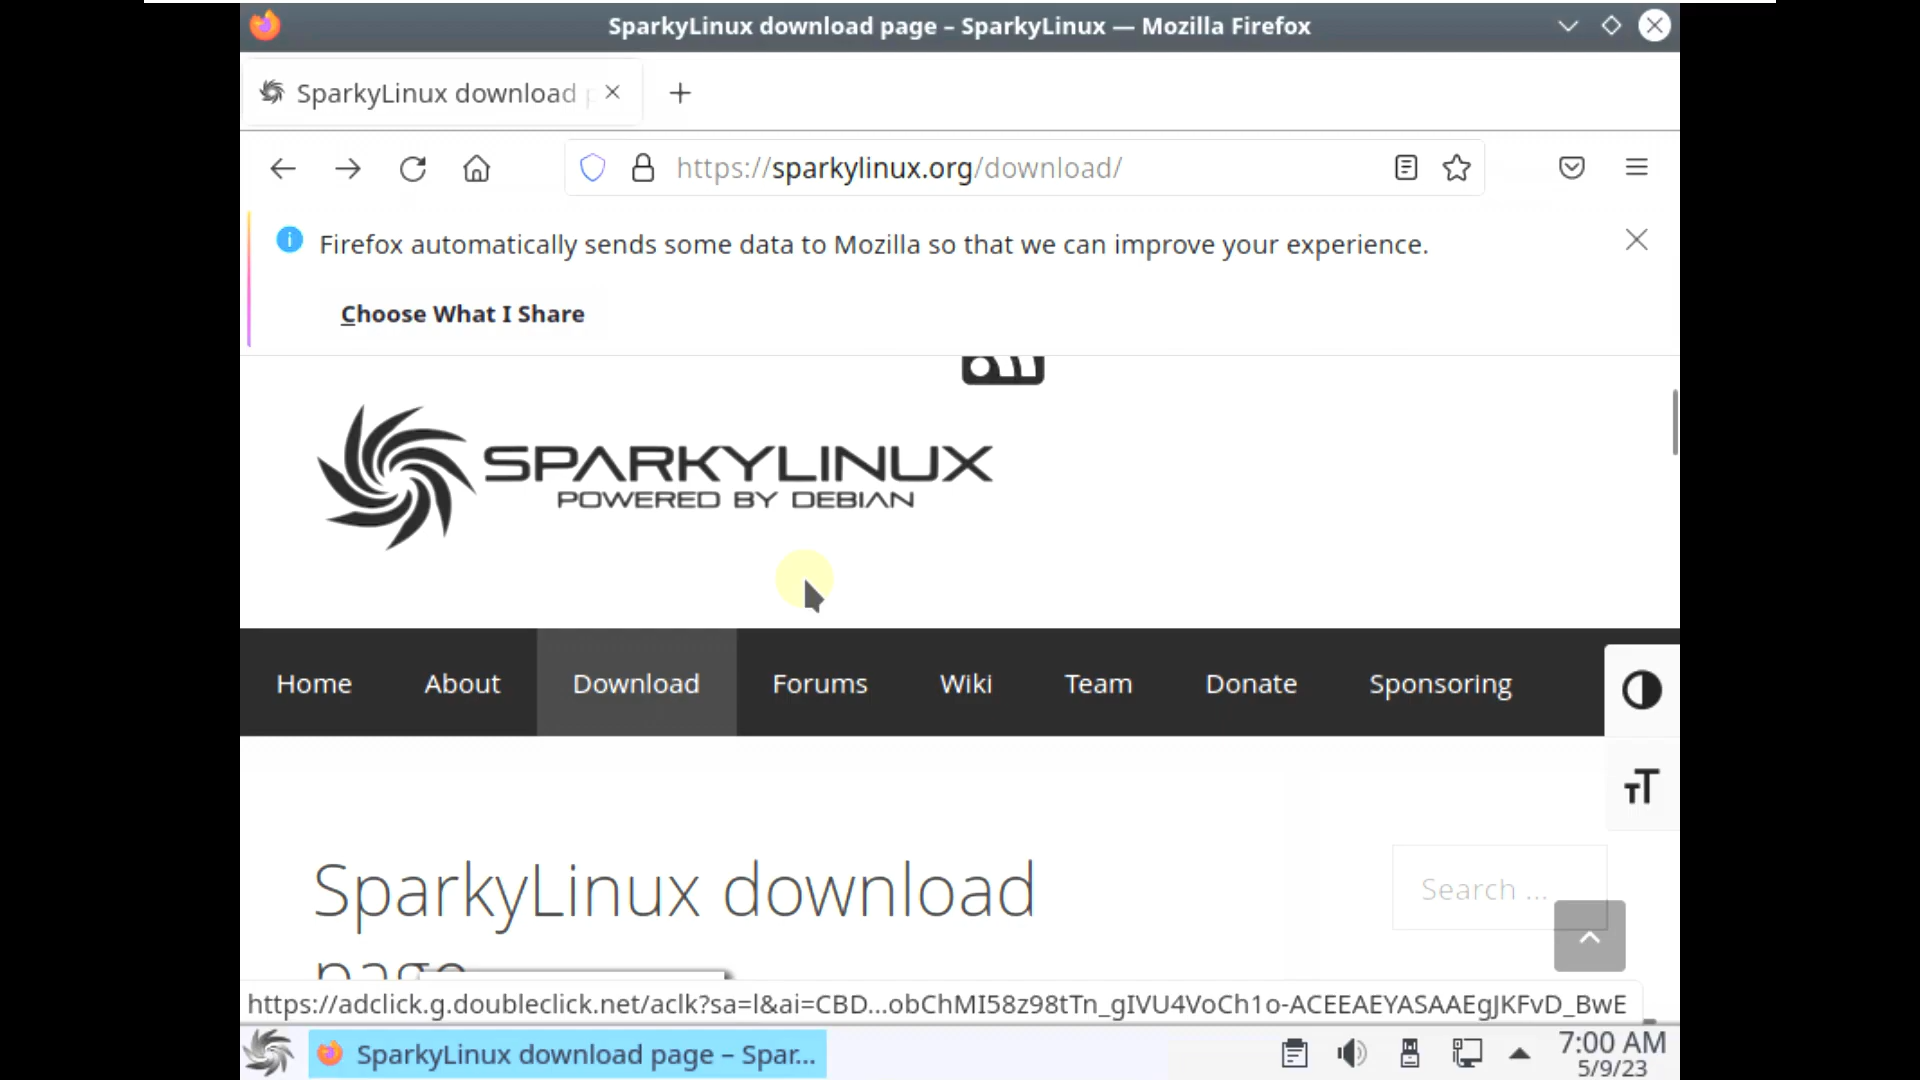 SparkyLinux download page – SparkyLinux — Mozilla Firefox
SparkyLinux download
https://sparkylinux.org/download/
Firefox automatically sends some data to Mozilla so that we can improve your experience.
Choose What I Share
SPARKYLINUX
POWERED BY DEBIAN
Home About Download Forums Wiki Team Donate Sponsoring
TT
SparkyLinux download
Search ...
page
https://adclick.g.doubleclick.net/aclk?sa=l&ai=CBD...obChMI58z98tTn_gIVU4VoCh1o-ACEEAEYASAAEgJKFvD_BwE
SparkyLinux download page – Spar...
7:00 AM
5/9/23